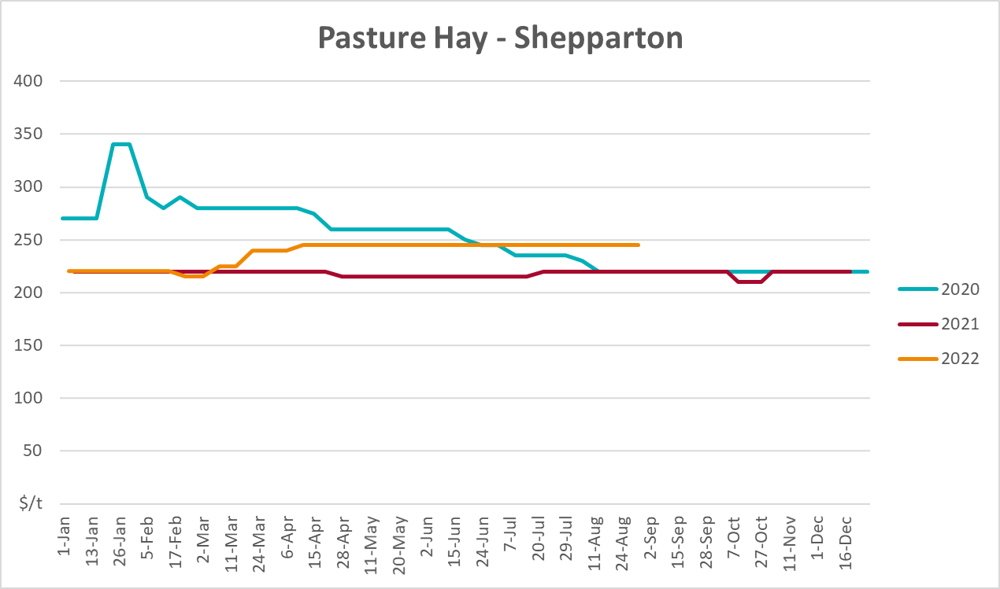 Pasture Hay - Shepparton
400
350
300
250
200
150
100
50
$/t
1-Jan
13-Jan
26-Jan
5-Feb
17-Feb
2-Mar
11-Mar
24-Mar
6-Apr
15-Apr
28-Apr
11-May
20-May
2-Jun
15-Jun
24-Jun
7-Jul
20-Jul
29-Jul
11-Aug
24-Aug
2-Sep
15-Sep
28-Sep
7-Oct
27-Oct
11-Nov
1-Dec
16-Dec
2020
2021
2022